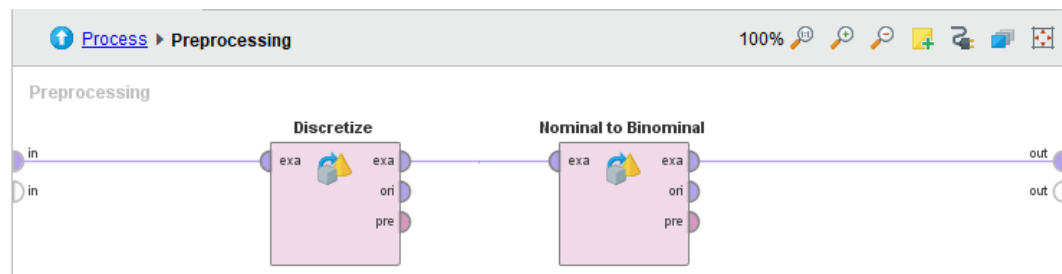 Process ▸ Preprocessing 100%
Preprocessing
Discretize Nominal to Binominal
in exa exa exa exa out
in ori ori out
pre pre